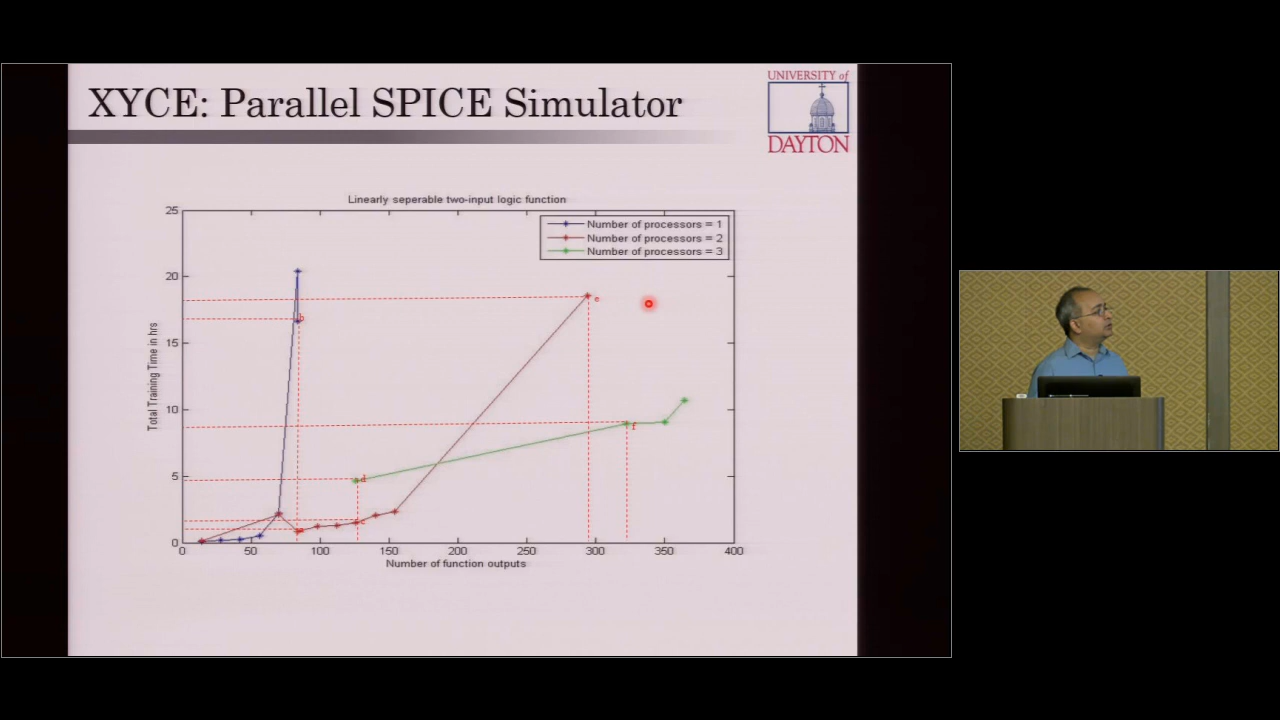 XYCE: Parallel SPICE Simulator
UNIVERSITY of
DAYTON
Linearly seperable two-input logic function
Number of processors = 1
Number of processors = 2
Number of processors = 3
25
20
15
10
5
0
Total Training Time in hrs
b
e
f
d
c
a
0 50 100 150 200 250 300 350 400
Number of function outputs